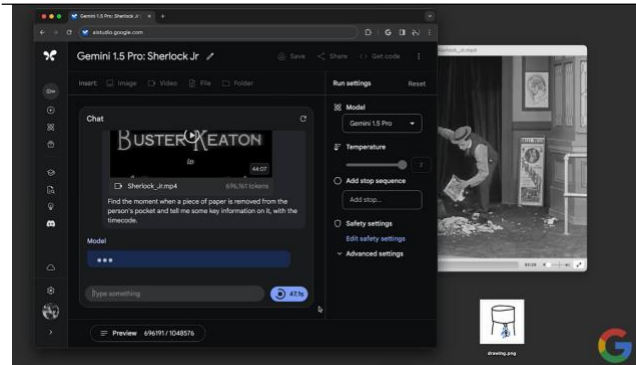 Gemini 1.5 Pro: Sherlock Jr
aistudio.google.com
Gemini 1.5 Pro: Sherlock Jr
Save
Share
Get code
Insert:
Image
Video
File
Folder
Run settings
Reset
Chat
BUSTER KEATON
in
44:07
Sherlock_Jr.mp4
696,161 tokens
Find the moment when a piece of paper is removed from the
person's pocket and tell me some key information on it, with the
timecode.
Model
Type something
47.1s
Preview
696191 / 1048576
Model
Gemini 1.5 Pro
Temperature
Add stop sequence
Add stop...
Safety settings
Edit safety settings
Advanced settings
drawing.png